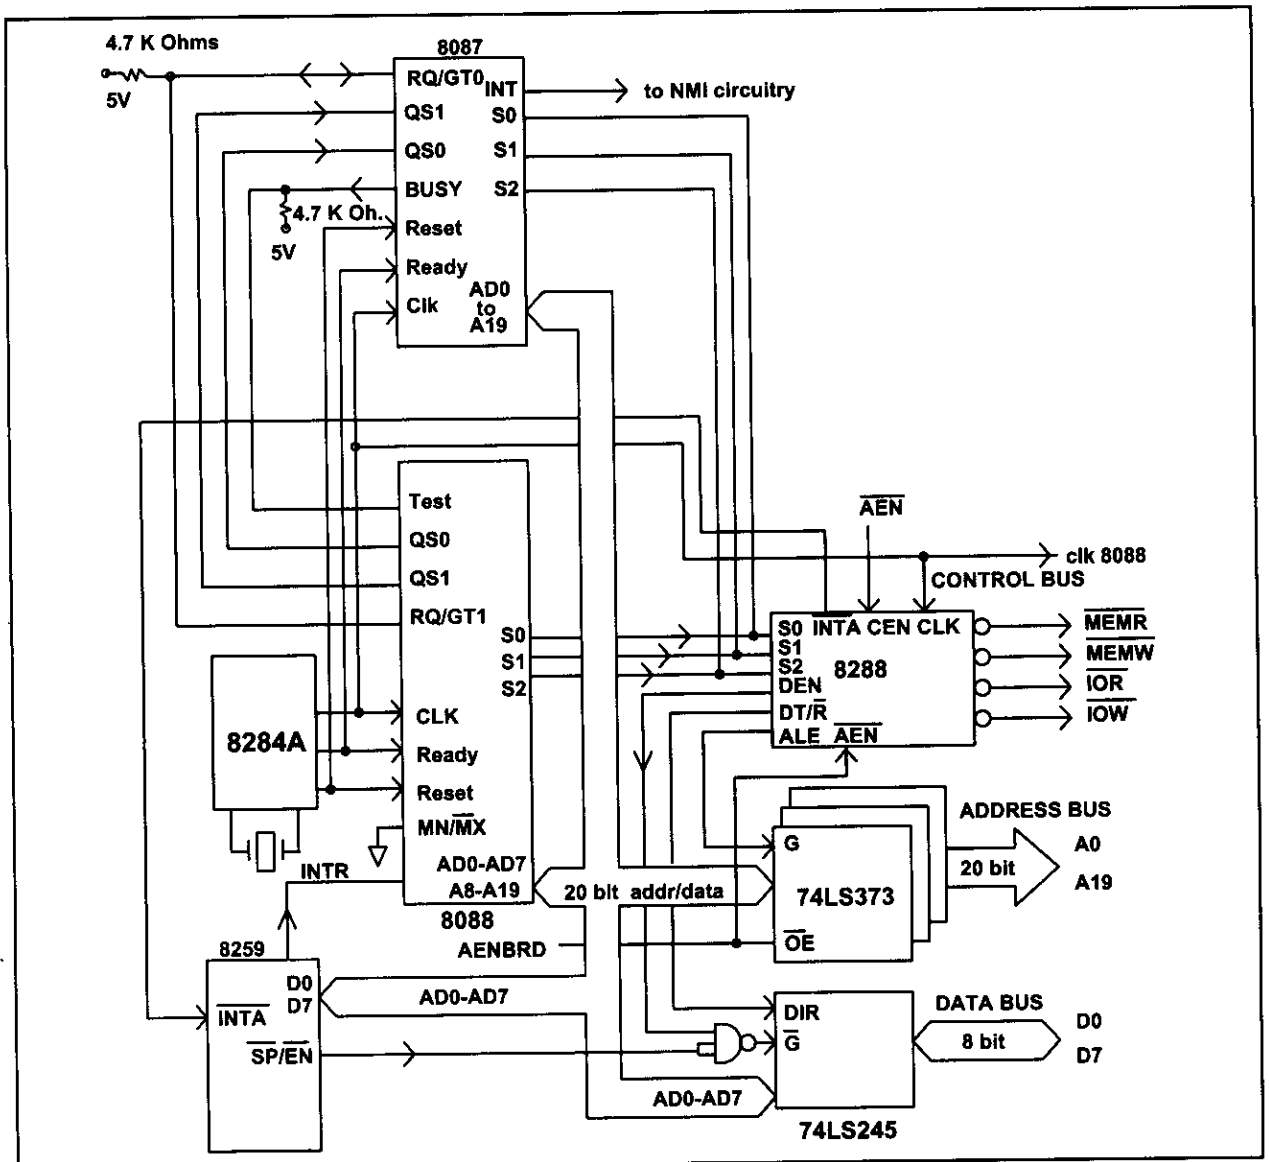 4.7 K Ohms
5V
8087
RQ/GT0
INT
to NMI circuitry
QS1
S0
QS0
S1
BUSY
S2
4.7 K Oh.
5V
Reset
Ready
Clk
AD0
to
A19
Test
QS0
QS1
RQ/GT1
S0
S1
S2
8284A
CLK
Ready
Reset
MN/MX
AD0-AD7
A8-A19
8088
INTR
AEN
clk 8088
CONTROL BUS
S0 INTA CEN CLK
S1
S2
8288
DEN
DT/R
ALE AEN
MEMR
MEMW
IOR
IOW
20 bit addr/data
G
74LS373
OE
ADDRESS BUS
20 bit
A0
A19
AENBRD
8259
D0
D7
INTA
SP/EN
AD0-AD7
DIR
G
AD0-AD7
74LS245
DATA BUS
8 bit
D0
D7